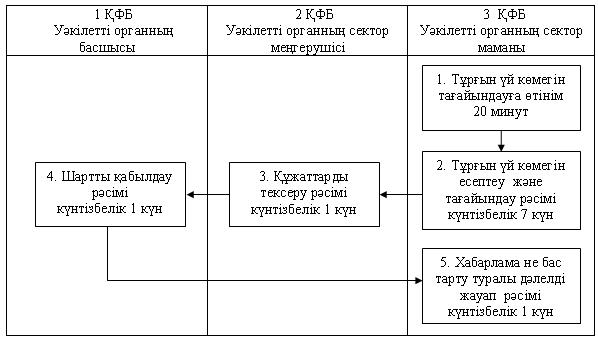 1 ҚФБ
Уәкілетті органның
басшысы
2 ҚФБ
Уәкілетті органның сектор
меңгерушісі
3 ҚФБ
Уәкілетті органның сектор
маманы
1. Тұрғын үй көмегін
тағайындауға өтінім
20 минут
2. Тұрғын үй көмегін
есептеу және
тағайындау рәсімі
күнтізбелік 7 күн
3. Құжаттарды
тексеру рәсімі
күнтізбелік 1 күн
4. Шартты қабылдау
рәсімі
күнтізбелік 1 күн
5. Хабарлама не бас
тарту туралы дәлелді
жауап рәсімі
күнтізбелік 1 күн